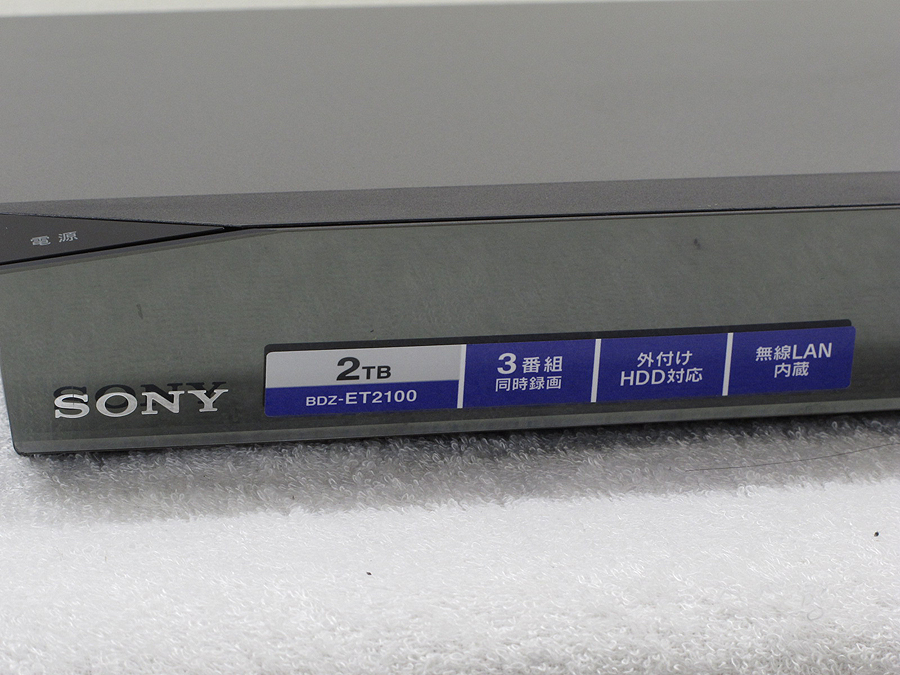 電源
SONY
2TB
BDZ-ET2100
3番組
同時録画
外付け
HDD対応
無線LAN
内蔵